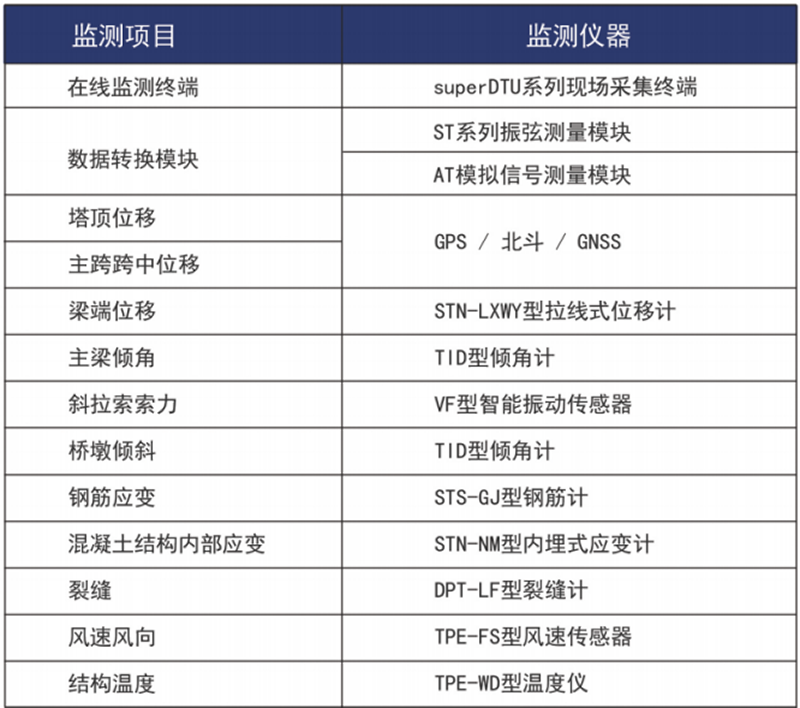 监测项目 监测仪器
在线监测终端 superDTU系列现场采集终端
数据转换模块 ST系列振弦测量模块
AT模拟信号测量模块
塔顶位移 GPS / 北斗 / GNSS
主跨跨中位移
梁端位移 STN-LXWY型拉线式位移计
主梁倾角 TID型倾角计
斜拉索索力 VF型智能振动传感器
桥墩倾斜 TID型倾角计
钢筋应变 STS-GJ型钢筋计
混凝土结构内部应变 STN-NM型内埋式应变计
裂缝 DPT-LF型裂缝计
风速风向 TPE-FS型风速传感器
结构温度 TPE-WD型温度仪